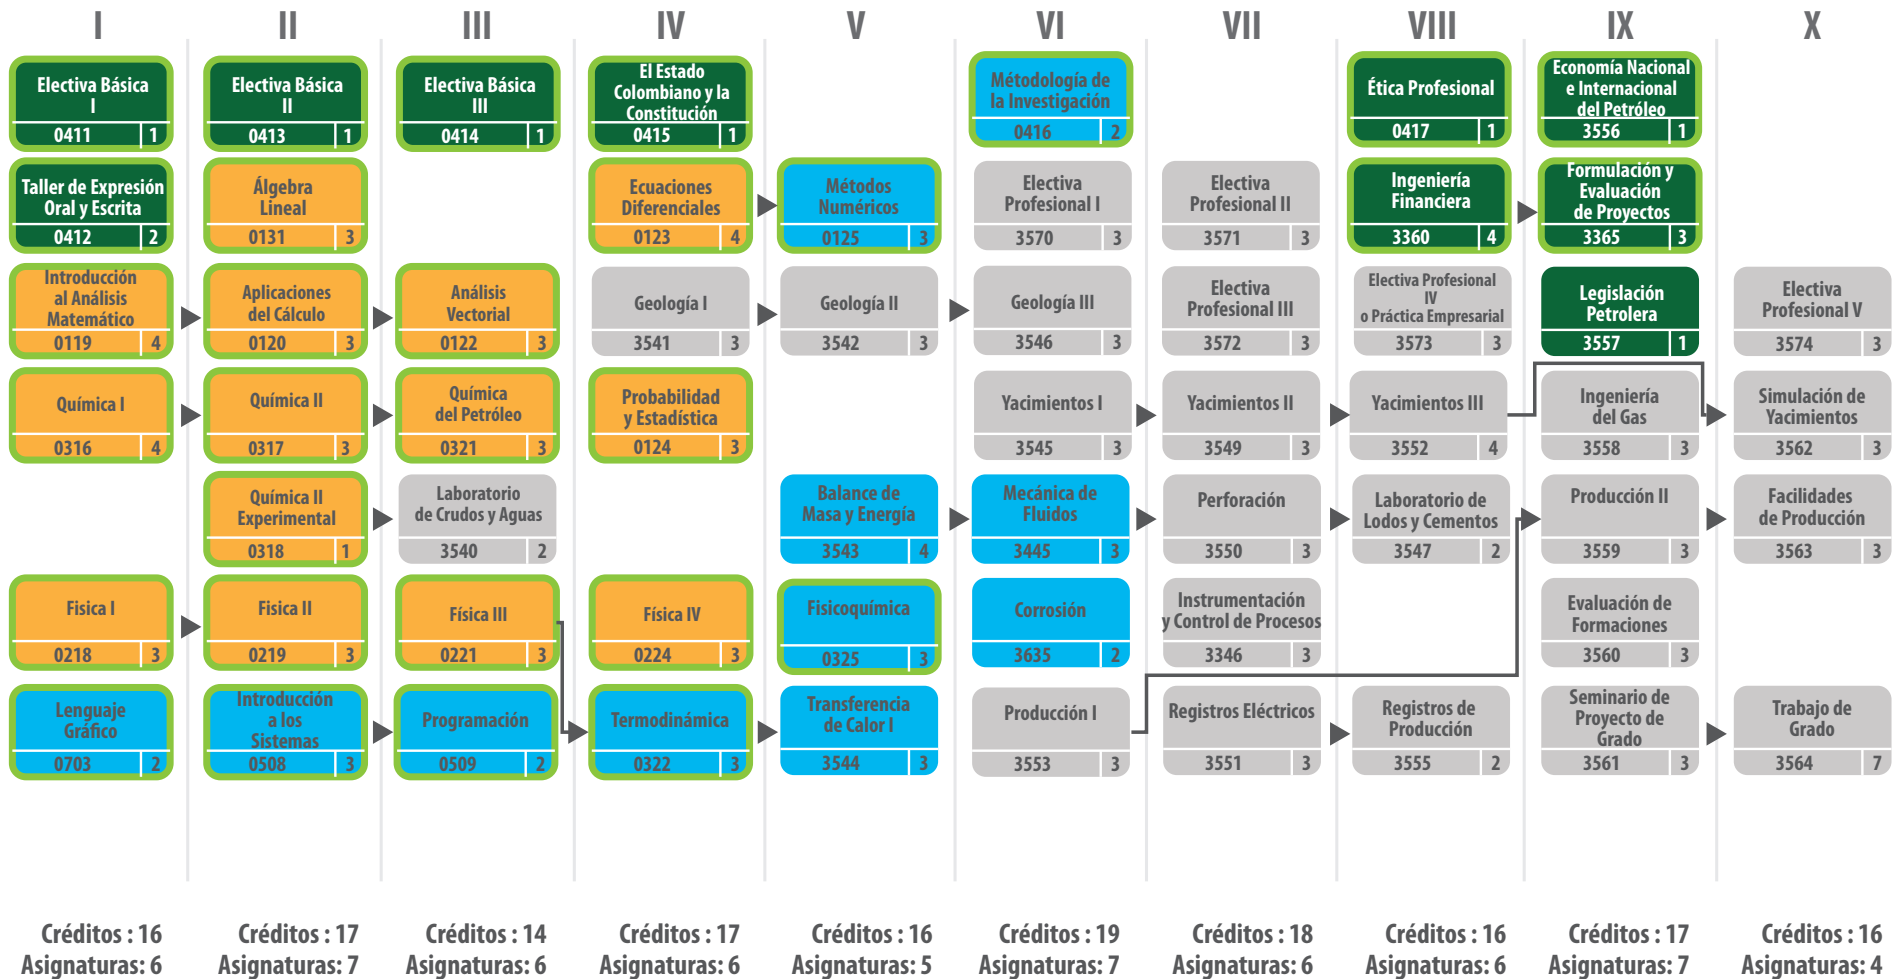 I
II
III
IV
V
VI
VII
VIII
IX
X
Electiva Básica
I
0411 1
Taller de Expresión
Oral y Escrita
0412 2
Introducción
al Análisis
Matemático
0119 4
Química I
0316 4
Fisica I
0218 3
Lenguaje
Gráfico
0703 2
Créditos : 16
Asignaturas: 6
Electiva Básica
II
0413 1
Álgebra
Lineal
0131 3
Aplicaciones
del Cálculo
0120 3
Química II
0317 3
Química II
Experimental
0318 1
Fisica II
0219 3
Introducción
a los
Sistemas
0508 3
Créditos : 17
Asignaturas: 7
Electiva Básica
III
0414 1
Análisis
Vectorial
0122 3
Química
del Petróleo
0321 3
Laboratorio
de Crudos y Aguas
3540 2
Física III
0221 3
Programación
0509 2
Créditos : 14
Asignaturas: 6
El Estado
Colombiano y la
Constitución
0415 1
Ecuaciones
Diferenciales
0123 4
Geología I
3541 3
Probabilidad
y Estadística
0124 3
Física IV
0224 3
Termodinámica
0322 3
Créditos : 17
Asignaturas: 6
Métodos
Numéricos
0125 3
Geología II
3542 3
Balance de
Masa y Energía
3543 4
Fisicoquímica
0325 3
Transferencia
de Calor I
3544 3
Créditos : 16
Asignaturas: 5
Métodología de
la Investigación
0416 2
Electiva
Profesional I
3570 3
Geología III
3546 3
Yacimientos I
3545 3
Mecánica de
Fluidos
3445 3
Corrosión
3635 2
Producción I
3553 3
Créditos : 19
Asignaturas: 7
Electiva
Profesional II
3571 3
Electiva
Profesional III
3572 3
Yacimientos II
3549 3
Perforación
3550 3
Instrumentación
y Control de Procesos
3346 3
Registros Eléctricos
3551 3
Créditos : 18
Asignaturas: 6
Ética Profesional
0417 1
Ingeniería
Financiera
3360 4
Electiva Profesional
IV
o Práctica Empresarial
3573 3
Yacimientos III
3552 4
Laboratorio de
Lodos y Cementos
3547 2
Registros de
Producción
3555 2
Créditos : 16
Asignaturas: 6
Economía Nacional
e Internacional
del Petróleo
3556 1
Formulación y
Evaluación
de Proyectos
3365 3
Legislación
Petrolera
3557 1
Ingeniería
del Gas
3558 3
Producción II
3559 3
Evaluación de
Formaciones
3560 3
Seminario de
Proyecto de
Grado
3561 3
Créditos : 17
Asignaturas: 7
Electiva
Profesional V
3574 3
Simulación de
Yacimientos
3562 3
Facilidades
de Producción
3563 3
Trabajo de
Grado
3564 7
Créditos : 16
Asignaturas: 4